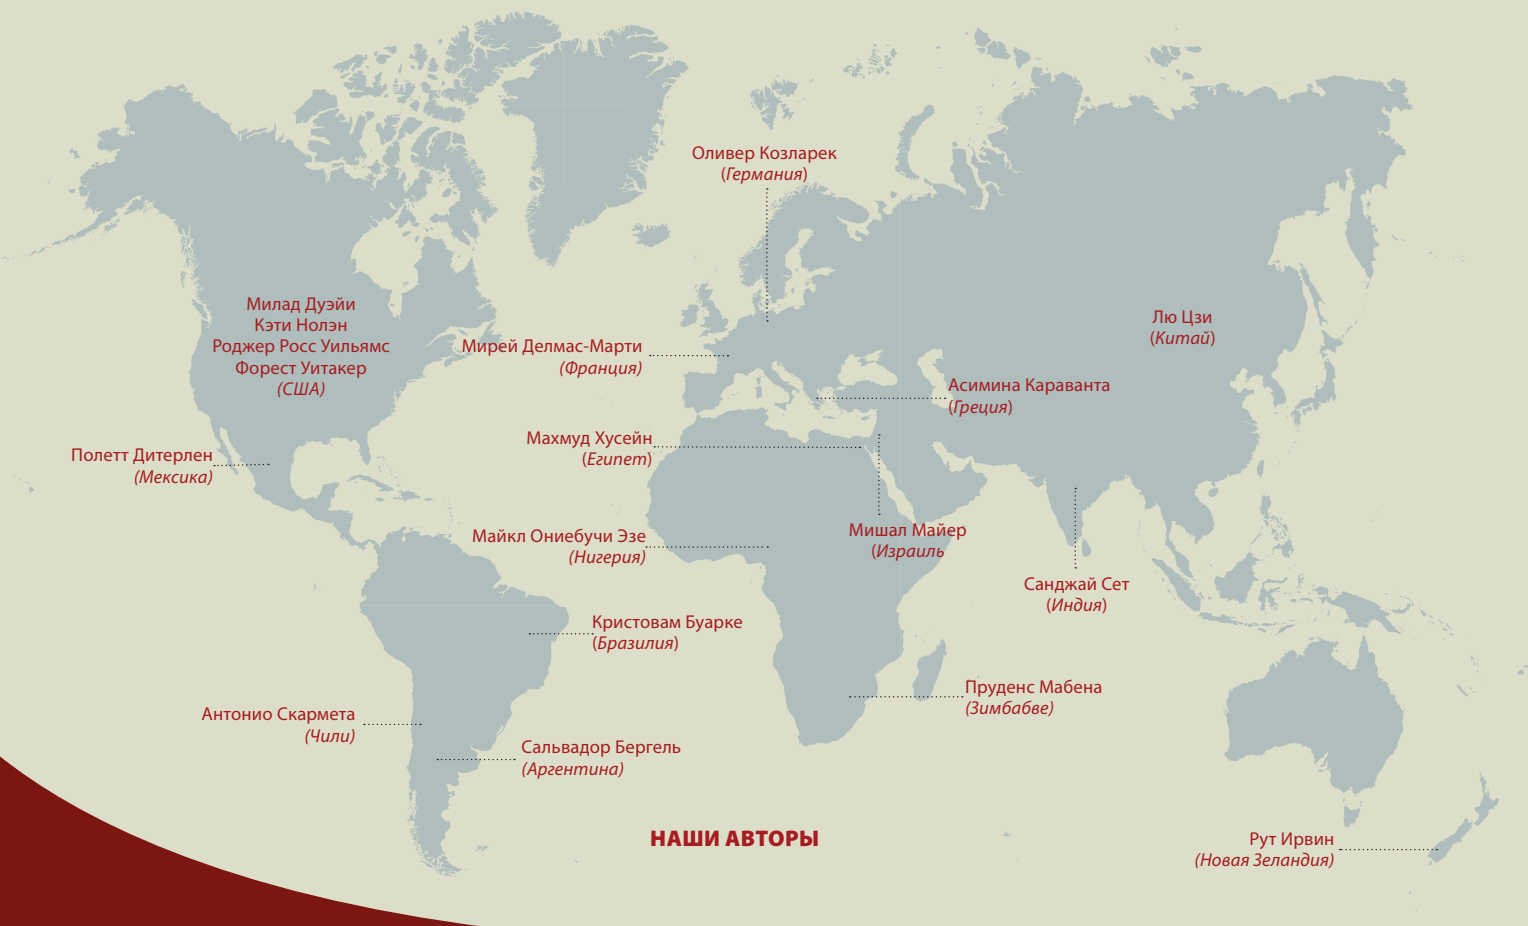 Оливер Козларек
(Германия)
Милад Дуэйи
Кэти Нолэн
Роджер Росс Уильямс
Форест Уитакер
(США)
Лю Цзи
(Китай)
Мирей Делмас-Марти
(Франция)
Асимина Караванта
(Греция)
Махмуд Хусейн
(Египет)
Полетт Дитерлен
(Мексика)
Майкл Ониебучи Эзе
(Нигерия)
Мишал Майер
(Израиль
Санджай Сет
(Индия)
Кристовам Буарке
(Бразилия)
Пруденс Мабена
(Зимбабве)
Антонио Скармета
(Чили)
Сальвадор Бергель
(Аргентина)
НАШИ АВТОРЫ
Рут Ирвин
(Новая Зеландия)